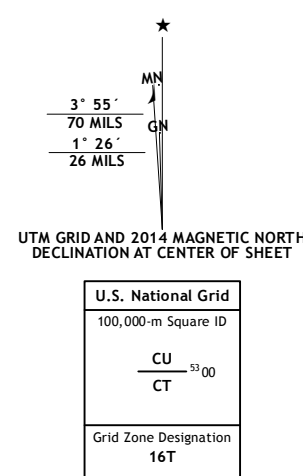 MN
3° 55´
70 MILS
GN
1° 26´
26 MILS
UTM GRID AND 2014 MAGNETIC NORTH
DECLINATION AT CENTER OF SHEET
U.S. National Grid
100,000-m Square ID
CU
5300
CT
Grid Zone Designation
16T